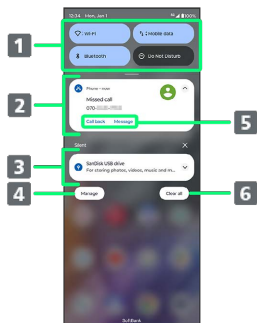 12:34 Mon, Jan 1 5G 100%
1
Wi-Fi Mobile data
Bluetooth Do Not Disturb
2
Phone • now
Missed call
070-
Call back Message
5
Silent
3
SanDisk USB drive
For storing photos, videos, music and m...
4
Manage Clear all
6
SoftBank